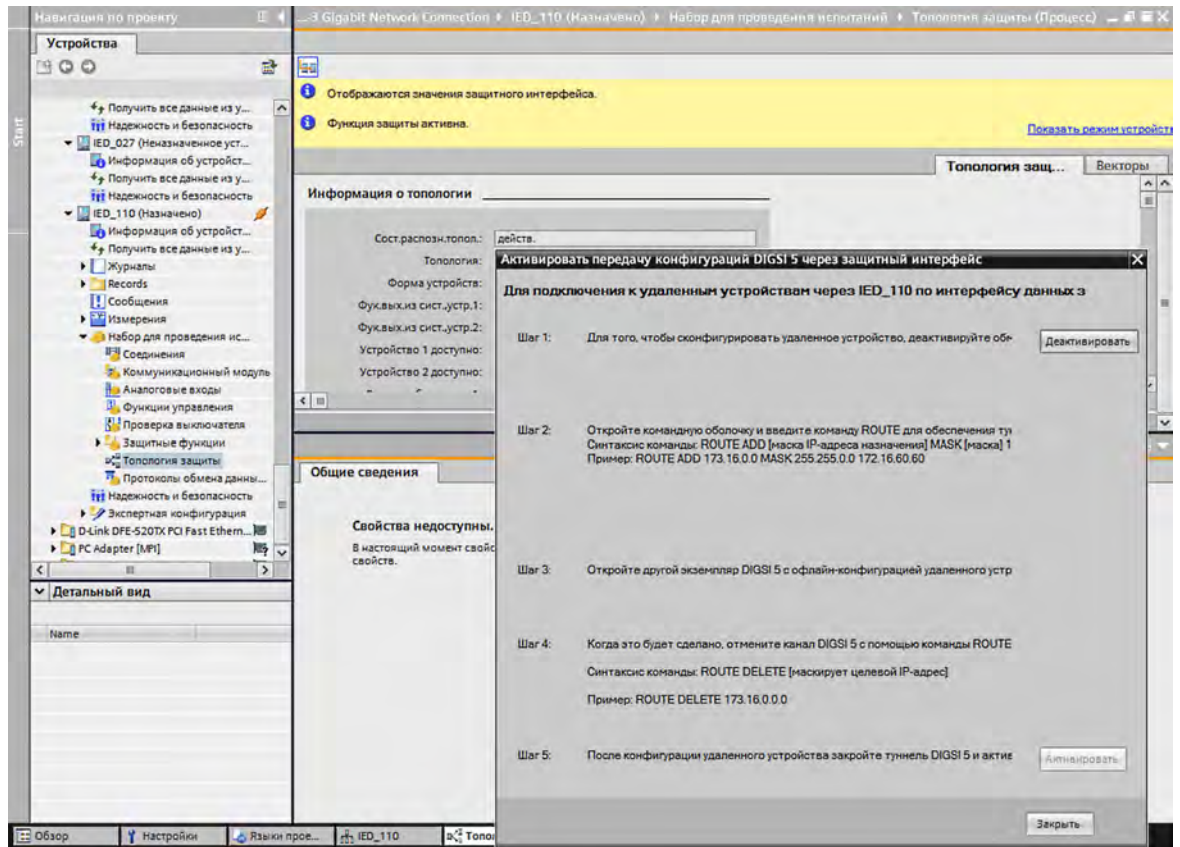 Навигация по проекту
...3 Gigabit Network Connection ▸ IED_110 (Назначено) ▸ Набор для проведения испытаний ▸ Топология защиты (Процесс)
Устройства
Start
Получить все данные из у...
Надежность и безопасность
IED_027 (Неназначенное уст...
Информация об устройст...
Получить все данные из у...
Надежность и безопасность
IED_110 (Назначено)
Информация об устройст...
Получить все данные из у...
Журналы
Records
Сообщения
Измерения
Набор для проведения ис...
Соединения
Коммуникационный модуль
Аналоговые входы
Функции управления
Проверка выключателя
Защитные функции
Топология защиты
Протоколы обмена данны...
Надежность и безопасность
Экспертная конфигурация
D-Link DFE-520TX PCI Fast Ethern...
PC Adapter [MPI]
Детальный вид
Name
Отображаются значения защитного интерфейса.
Функция защиты активна.
Показать режим устройств
Топология защ...
Векторы
Информация о топологии
Сост.распозн.топол.: действ.
Топология:
Форма устройств:
Фук.вых.из сист.,устр.1:
Фук.вых.из сист.,устр.2:
Устройство 1 доступно:
Устройство 2 доступно:
Общие сведения
Свойства недоступны.
В настоящий момент свойс
свойств.
Активировать передачу конфигураций DIGSI 5 через защитный интерфейс
Для подключения к удаленным устройствам через IED_110 по интерфейсу данных з
Шаг 1: Для того, чтобы сконфигурировать удаленное устройство, деактивируйте обм
Деактивировать
Шаг 2: Откройте командную оболочку и введите команду ROUTE для обеспечения ту
Синтаксис команды: ROUTE ADD [маска IP-адреса назначения] MASK [маска] 1
Пример: ROUTE ADD 173.16.0.0 MASK 255.255.0.0 172.16.60.60
Шаг 3: Откройте другой экземпляр DIGSI 5 с офлайн-конфигурацией удаленного устр
Шаг 4: Когда это будет сделано, отмените канал DIGSI 5 с помощью команды ROUTE
Синтаксис команды: ROUTE DELETE [маскирует целевой IP-адрес]
Пример: ROUTE DELETE 173.16.0.0.0
Шаг 5: После конфигурации удаленного устройства закройте туннель DIGSI 5 и актив
Активировать
Закрыть
Обзор
Настройки
Языки прое...
IED_110
Топо